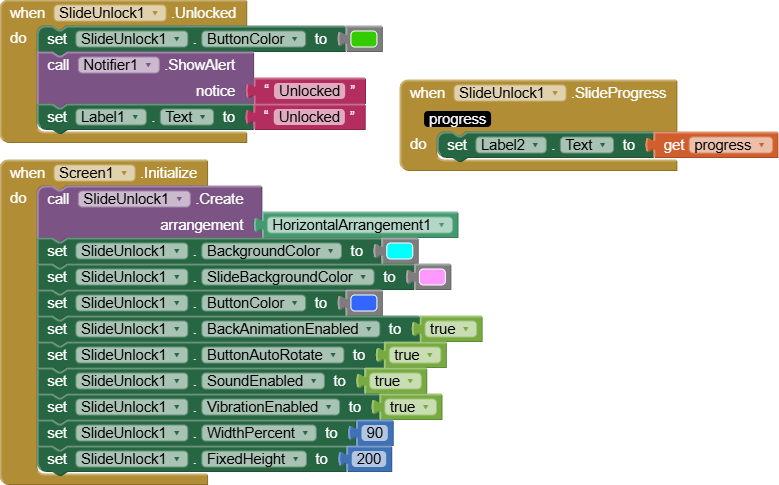 when SlideUnlock1 .Unlocked
do set SlideUnlock1 . ButtonColor to
call Notifier1 .ShowAlert
notice “ Unlocked ”
set Label1 . Text to “ Unlocked ”
when SlideUnlock1 .SlideProgress
progress
do set Label2 . Text to get progress
when Screen1 .Initialize
do call SlideUnlock1 .Create
arrangement HorizontalArrangement1
set SlideUnlock1 . BackgroundColor to
set SlideUnlock1 . SlideBackgroundColor to
set SlideUnlock1 . ButtonColor to
set SlideUnlock1 . BackAnimationEnabled to true
set SlideUnlock1 . ButtonAutoRotate to true
set SlideUnlock1 . SoundEnabled to true
set SlideUnlock1 . VibrationEnabled to true
set SlideUnlock1 . WidthPercent to 90
set SlideUnlock1 . FixedHeight to 200